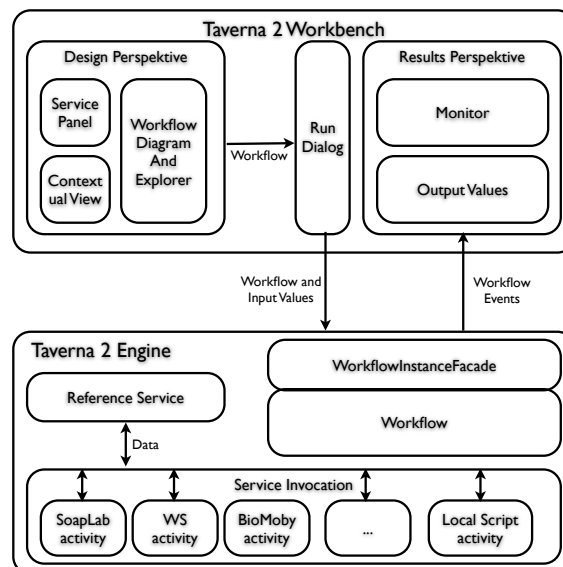 Taverna 2 Workbench
Design Perspektive
Service
Panel
Context
ual View
Workflow
Diagram
And
Explorer
Workflow
Run
Dialog
Results Perspektive
Monitor
Output Values
Workflow and
Input Values
Workflow
Events
Taverna 2 Engine
Reference Service
Data
WorkflowInstanceFacade
Workflow
Service Invocation
SoapLab
activity
WS
activity
BioMoby
activity
...
Local Script
activity